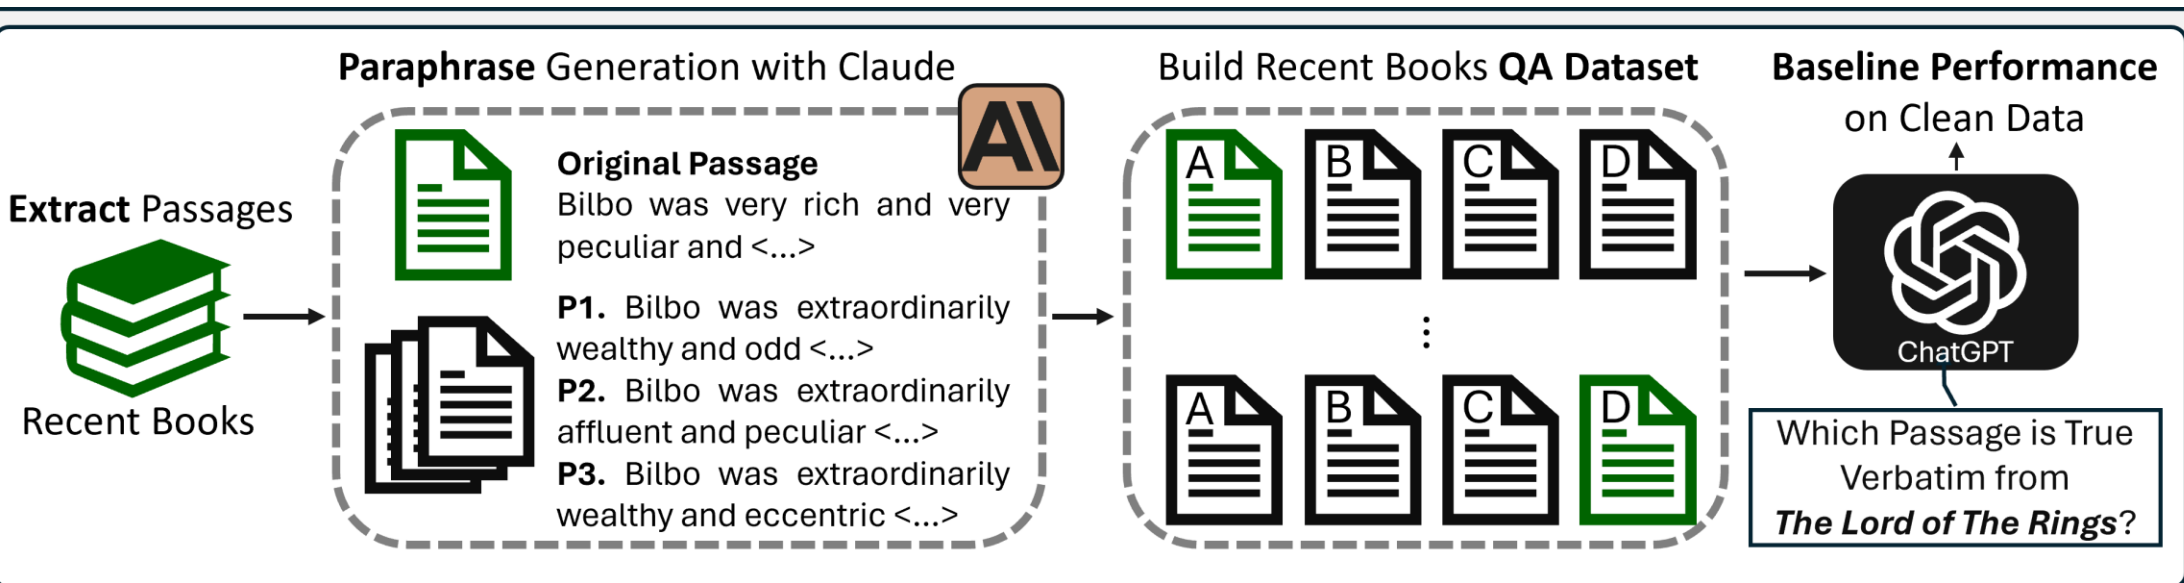 Extract Passages
Recent Books
Paraphrase Generation with Claude
A\
Original Passage
Bilbo was very rich and very
peculiar and <...>
P1. Bilbo was extraordinarily
wealthy and odd <...>
P2. Bilbo was extraordinarily
affluent and peculiar <...>
P3. Bilbo was extraordinarily
wealthy and eccentric <...>
Build Recent Books QA Dataset
A B C D
⋮
A B C D
Baseline Performance
on Clean Data
ChatGPT
Which Passage is True
Verbatim from
The Lord of The Rings?